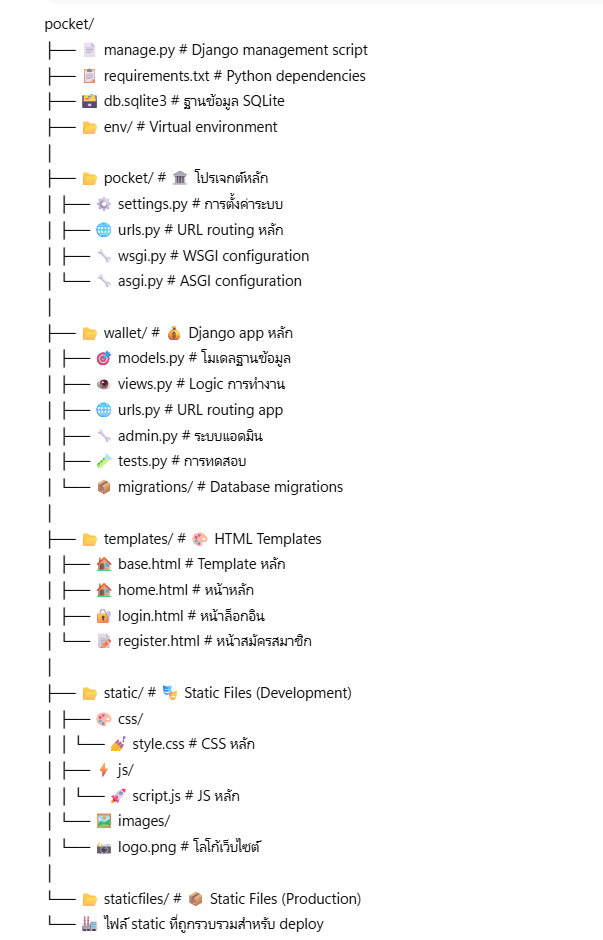 pocket/
├── 📄 manage.py # Django management script
├── 📋 requirements.txt # Python dependencies
├── 🗃️ db.sqlite3 # ฐานข้อมูล SQLite
├── 📁 env/ # Virtual environment
│
├── 📁 pocket/ # 🏛️ โปรเจกต์หลัก
│ ├── ⚙️ settings.py # การตั้งค่าระบบ
│ ├── 🌐 urls.py # URL routing หลัก
│ ├── 🔧 wsgi.py # WSGI configuration
│ └── 🔧 asgi.py # ASGI configuration
│
├── 📁 wallet/ # 💰 Django app หลัก
│ ├── 🎯 models.py # โมเดลฐานข้อมูล
│ ├── 👁️ views.py # Logic การทำงาน
│ ├── 🌐 urls.py # URL routing app
│ ├── 🔧 admin.py # ระบบแอดมิน
│ ├── 🧪 tests.py # การทดสอบ
│ └── 📦 migrations/ # Database migrations
│
├── 📁 templates/ # 🎨 HTML Templates
│ ├── 🏠 base.html # Template หลัก
│ ├── 🏠 home.html # หน้าหลัก
│ ├── 🔐 login.html # หน้าล็อกอิน
│ └── 📝 register.html # หน้าสมัครสมาชิก
│
├── 📁 static/ # 🎭 Static Files (Development)
│ ├── 🎨 css/
│ │ └── 💅 style.css # CSS หลัก
│ ├── ⚡ js/
│ │ └── 🚀 script.js # JS หลัก
│ └── 🖼️ images/
│ └── 📸 logo.png # โลโก้เว็บไซต์
│
└── 📁 staticfiles/ # 📦 Static Files (Production)
└── 🏭 ไฟล์ static ที่ถูกรวบรวมสำหรับ deploy